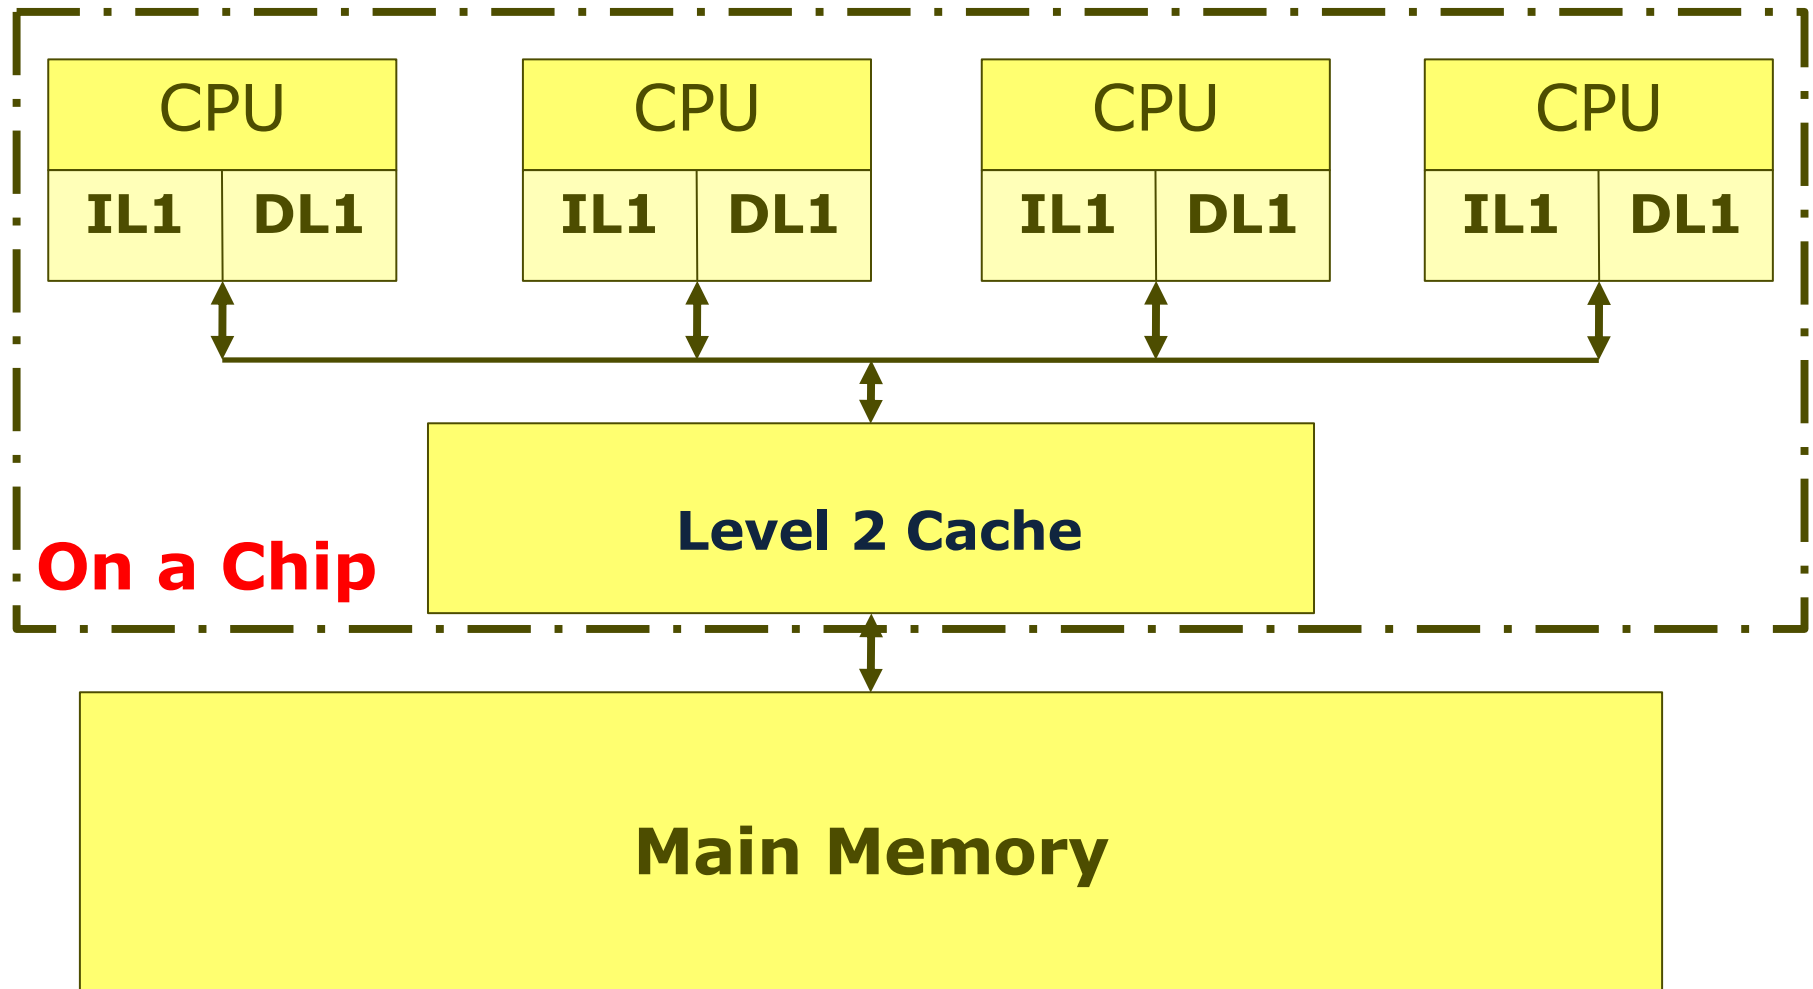 CPU CPU CPU CPU
IL1 DL1 IL1 DL1 IL1 DL1 IL1 DL1
Level 2 Cache
On a Chip
Main Memory